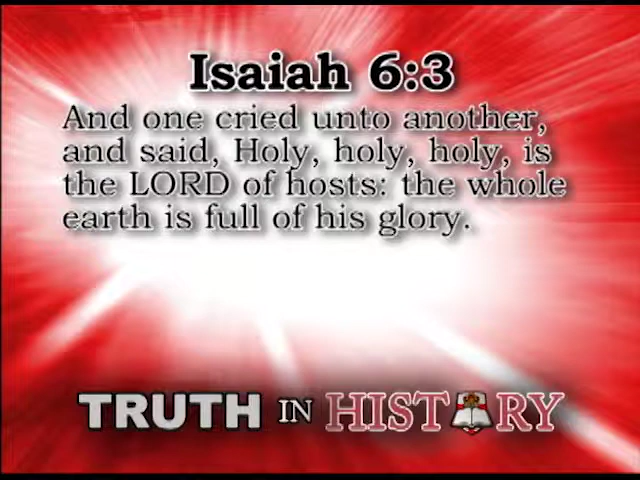 Isaiah 6:3
And one cried unto another,
and said, Holy, holy, holy, is
the LORD of hosts: the whole
earth is full of his glory.
TRUTH IN HISTORY